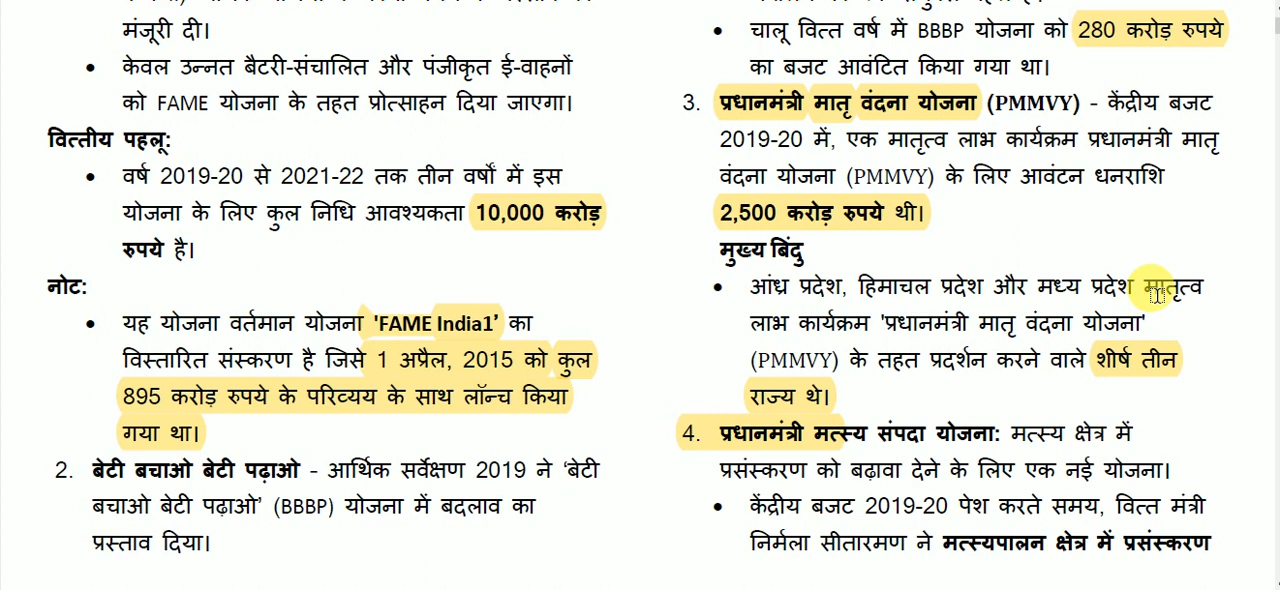 मंजूरी दी।
• केवल उन्नत बैटरी-संचालित और पंजीकृत ई-वाहनों
को FAME योजना के तहत प्रोत्साहन दिया जाएगा।
वित्तीय पहलू:
• वर्ष 2019-20 से 2021-22 तक तीन वर्षों में इस
योजना के लिए कुल निधि आवश्यकता 10,000 करोड़
रुपये है।
नोट:
• यह योजना वर्तमान योजना 'FAME India1’ का
विस्तारित संस्करण है जिसे 1 अप्रैल, 2015 को कुल
895 करोड़ रुपये के परिव्यय के साथ लॉन्च किया
गया था।
2. बेटी बचाओ बेटी पढ़ाओ - आर्थिक सर्वेक्षण 2019 ने ‘बेटी
बचाओ बेटी पढ़ाओ’ (BBBP) योजना में बदलाव का
प्रस्ताव दिया।
• चालू वित्त वर्ष में BBBP योजना को 280 करोड़ रुपये
का बजट आवंटित किया गया था।
3. प्रधानमंत्री मातृ वंदना योजना (PMMVY) - केंद्रीय बजट
2019-20 में, एक मातृत्व लाभ कार्यक्रम प्रधानमंत्री मातृ
वंदना योजना (PMMVY) के लिए आवंटन धनराशि
2,500 करोड़ रुपये थी।
मुख्य बिंदु
• आंध्र प्रदेश, हिमाचल प्रदेश और मध्य प्रदेश मातृत्व
लाभ कार्यक्रम 'प्रधानमंत्री मातृ वंदना योजना'
(PMMVY) के तहत प्रदर्शन करने वाले शीर्ष तीन
राज्य थे।
4. प्रधानमंत्री मत्स्य संपदा योजना: मत्स्य क्षेत्र में
प्रसंस्करण को बढ़ावा देने के लिए एक नई योजना।
• केंद्रीय बजट 2019-20 पेश करते समय, वित्त मंत्री
निर्मला सीतारमण ने मत्स्यपालन क्षेत्र में प्रसंस्करण